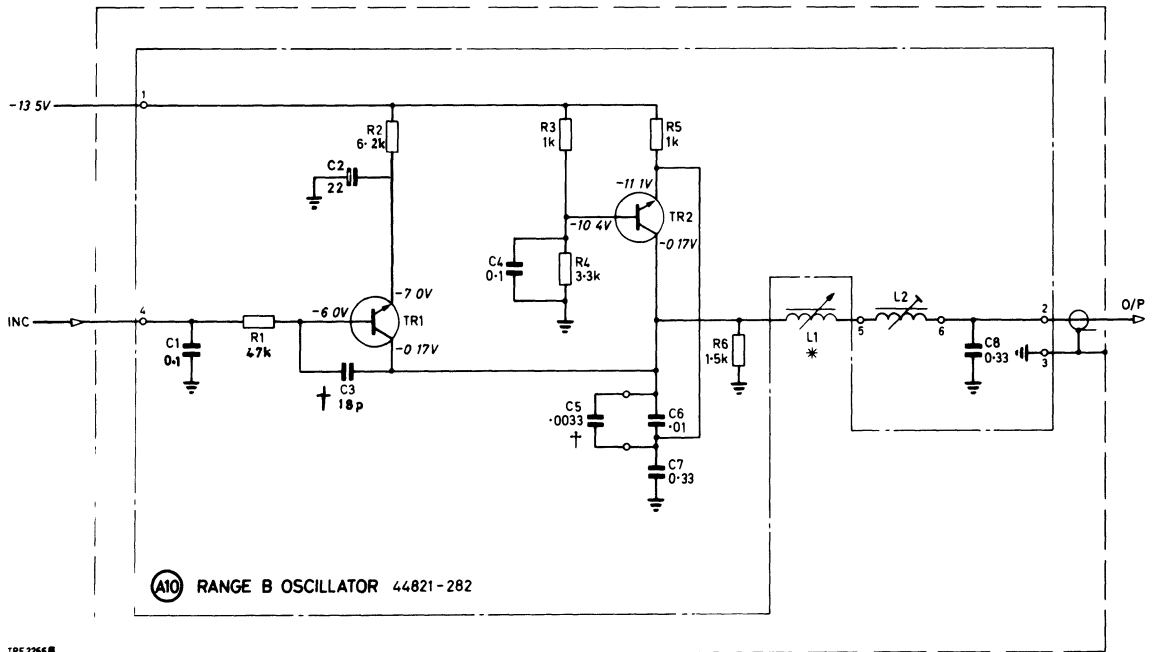 -13 5V
1
R2
6·2k
R3
1k
R5
1k
C2
22
-11 1V
TR2
-10 4V
-0 17V
C4
0·1
R4
3·3k
-7 0V
INC
4
-6 0V
TR1
R1
47k
-0 17V
C1
0·1
C3
† 18p
L1
*
5
L2
6
2
O/P
R6
1·5k
C8
0·33
3
C5
·0033
†
C6
·01
C7
0·33
A10 RANGE B OSCILLATOR 44821-282